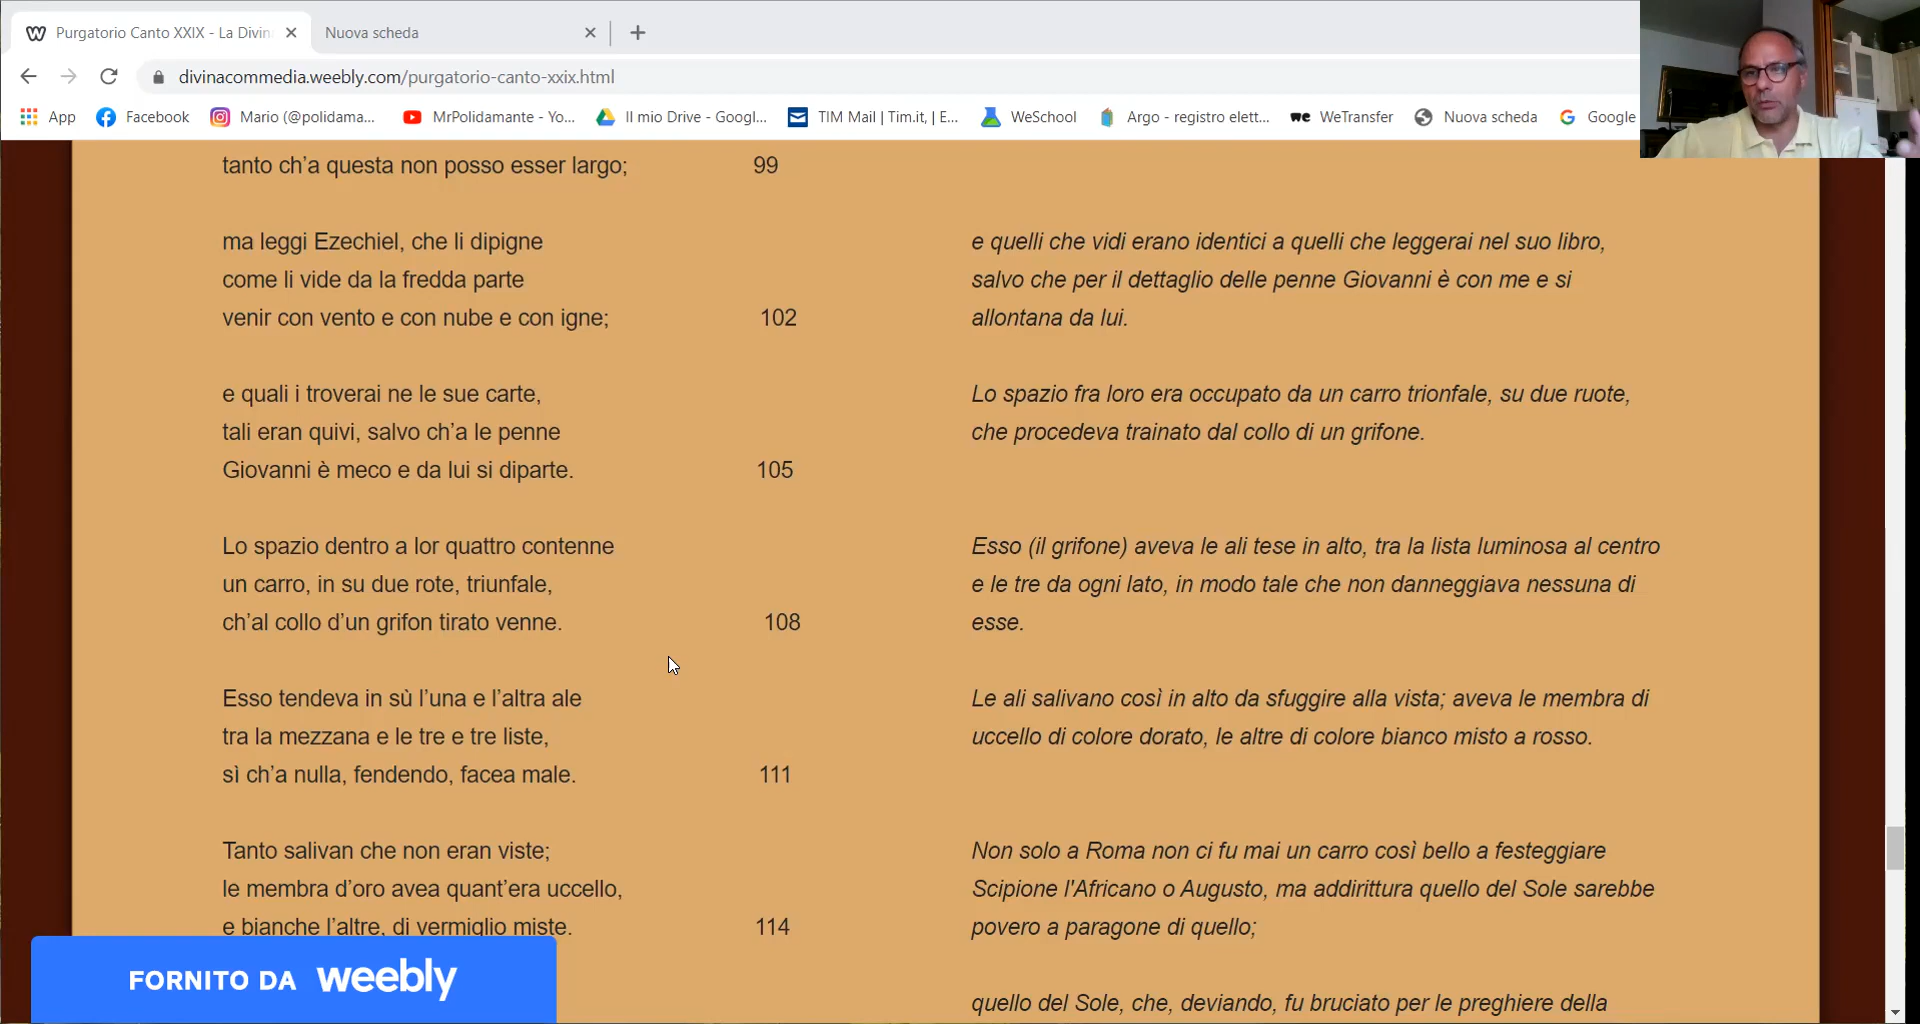 Purgatorio Canto XXIX - La Divin
Nuova scheda
divinacommedia.weebly.com/purgatorio-canto-xxix.html
App
Facebook
Mario (@polidama...
MrPolidamante - Yo...
Il mio Drive - Googl...
TIM Mail | Tim.it, | E...
WeSchool
Argo - registro elett...
WeTransfer
Nuova scheda
Google
tanto ch’a questa non posso esser largo; 99
ma leggi Ezechiel, che li dipigne
come li vide da la fredda parte
venir con vento e con nube e con igne; 102
e quali i troverai ne le sue carte,
tali eran quivi, salvo ch’a le penne
Giovanni è meco e da lui si diparte. 105
Lo spazio dentro a lor quattro contenne
un carro, in su due rote, triunfale,
ch’al collo d’un grifon tirato venne. 108
Esso tendeva in sù l’una e l’altra ale
tra la mezzana e le tre e tre liste,
sì ch’a nulla, fendendo, facea male. 111
Tanto salivan che non eran viste;
le membra d’oro avea quant’era uccello,
e bianche l’altre, di vermiglio miste. 114
e quelli che vidi erano identici a quelli che leggerai nel suo libro,
salvo che per il dettaglio delle penne Giovanni è con me e si
allontana da lui.
Lo spazio fra loro era occupato da un carro trionfale, su due ruote,
che procedeva trainato dal collo di un grifone.
Esso (il grifone) aveva le ali tese in alto, tra la lista luminosa al centro
e le tre da ogni lato, in modo tale che non danneggiava nessuna di
esse.
Le ali salivano così in alto da sfuggire alla vista; aveva le membra di
uccello di colore dorato, le altre di colore bianco misto a rosso.
Non solo a Roma non ci fu mai un carro così bello a festeggiare
Scipione l'Africano o Augusto, ma addirittura quello del Sole sarebbe
povero a paragone di quello;
quello del Sole, che, deviando, fu bruciato per le preghiere della
FORNITO DA weebly